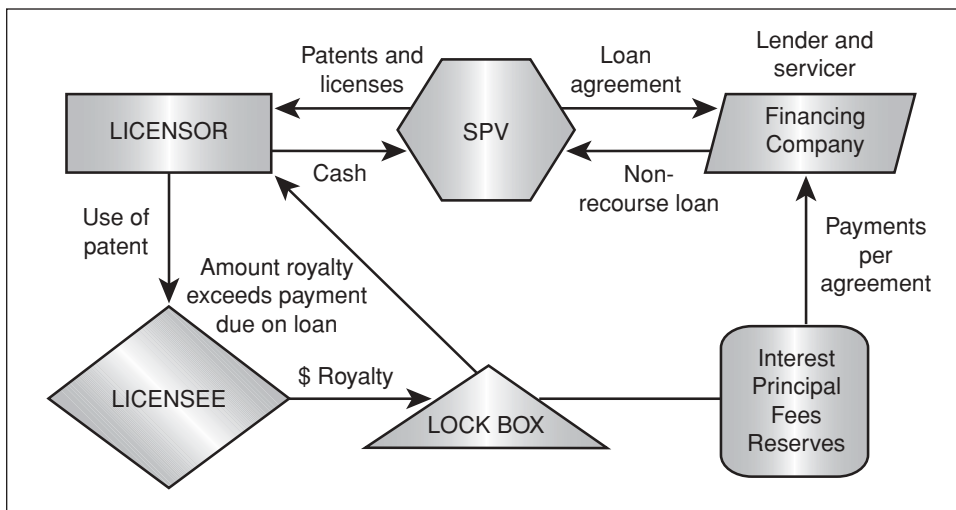 Patents and
licenses
Loan
agreement
Lender and
servicer
LICENSOR
SPV
Financing
Company
Cash
Non-
recourse loan
Use of
patent
Amount royalty
exceeds payment
due on loan
Payments
per
agreement
LICENSEE
$ Royalty
LOCK BOX
Interest
Principal
Fees
Reserves